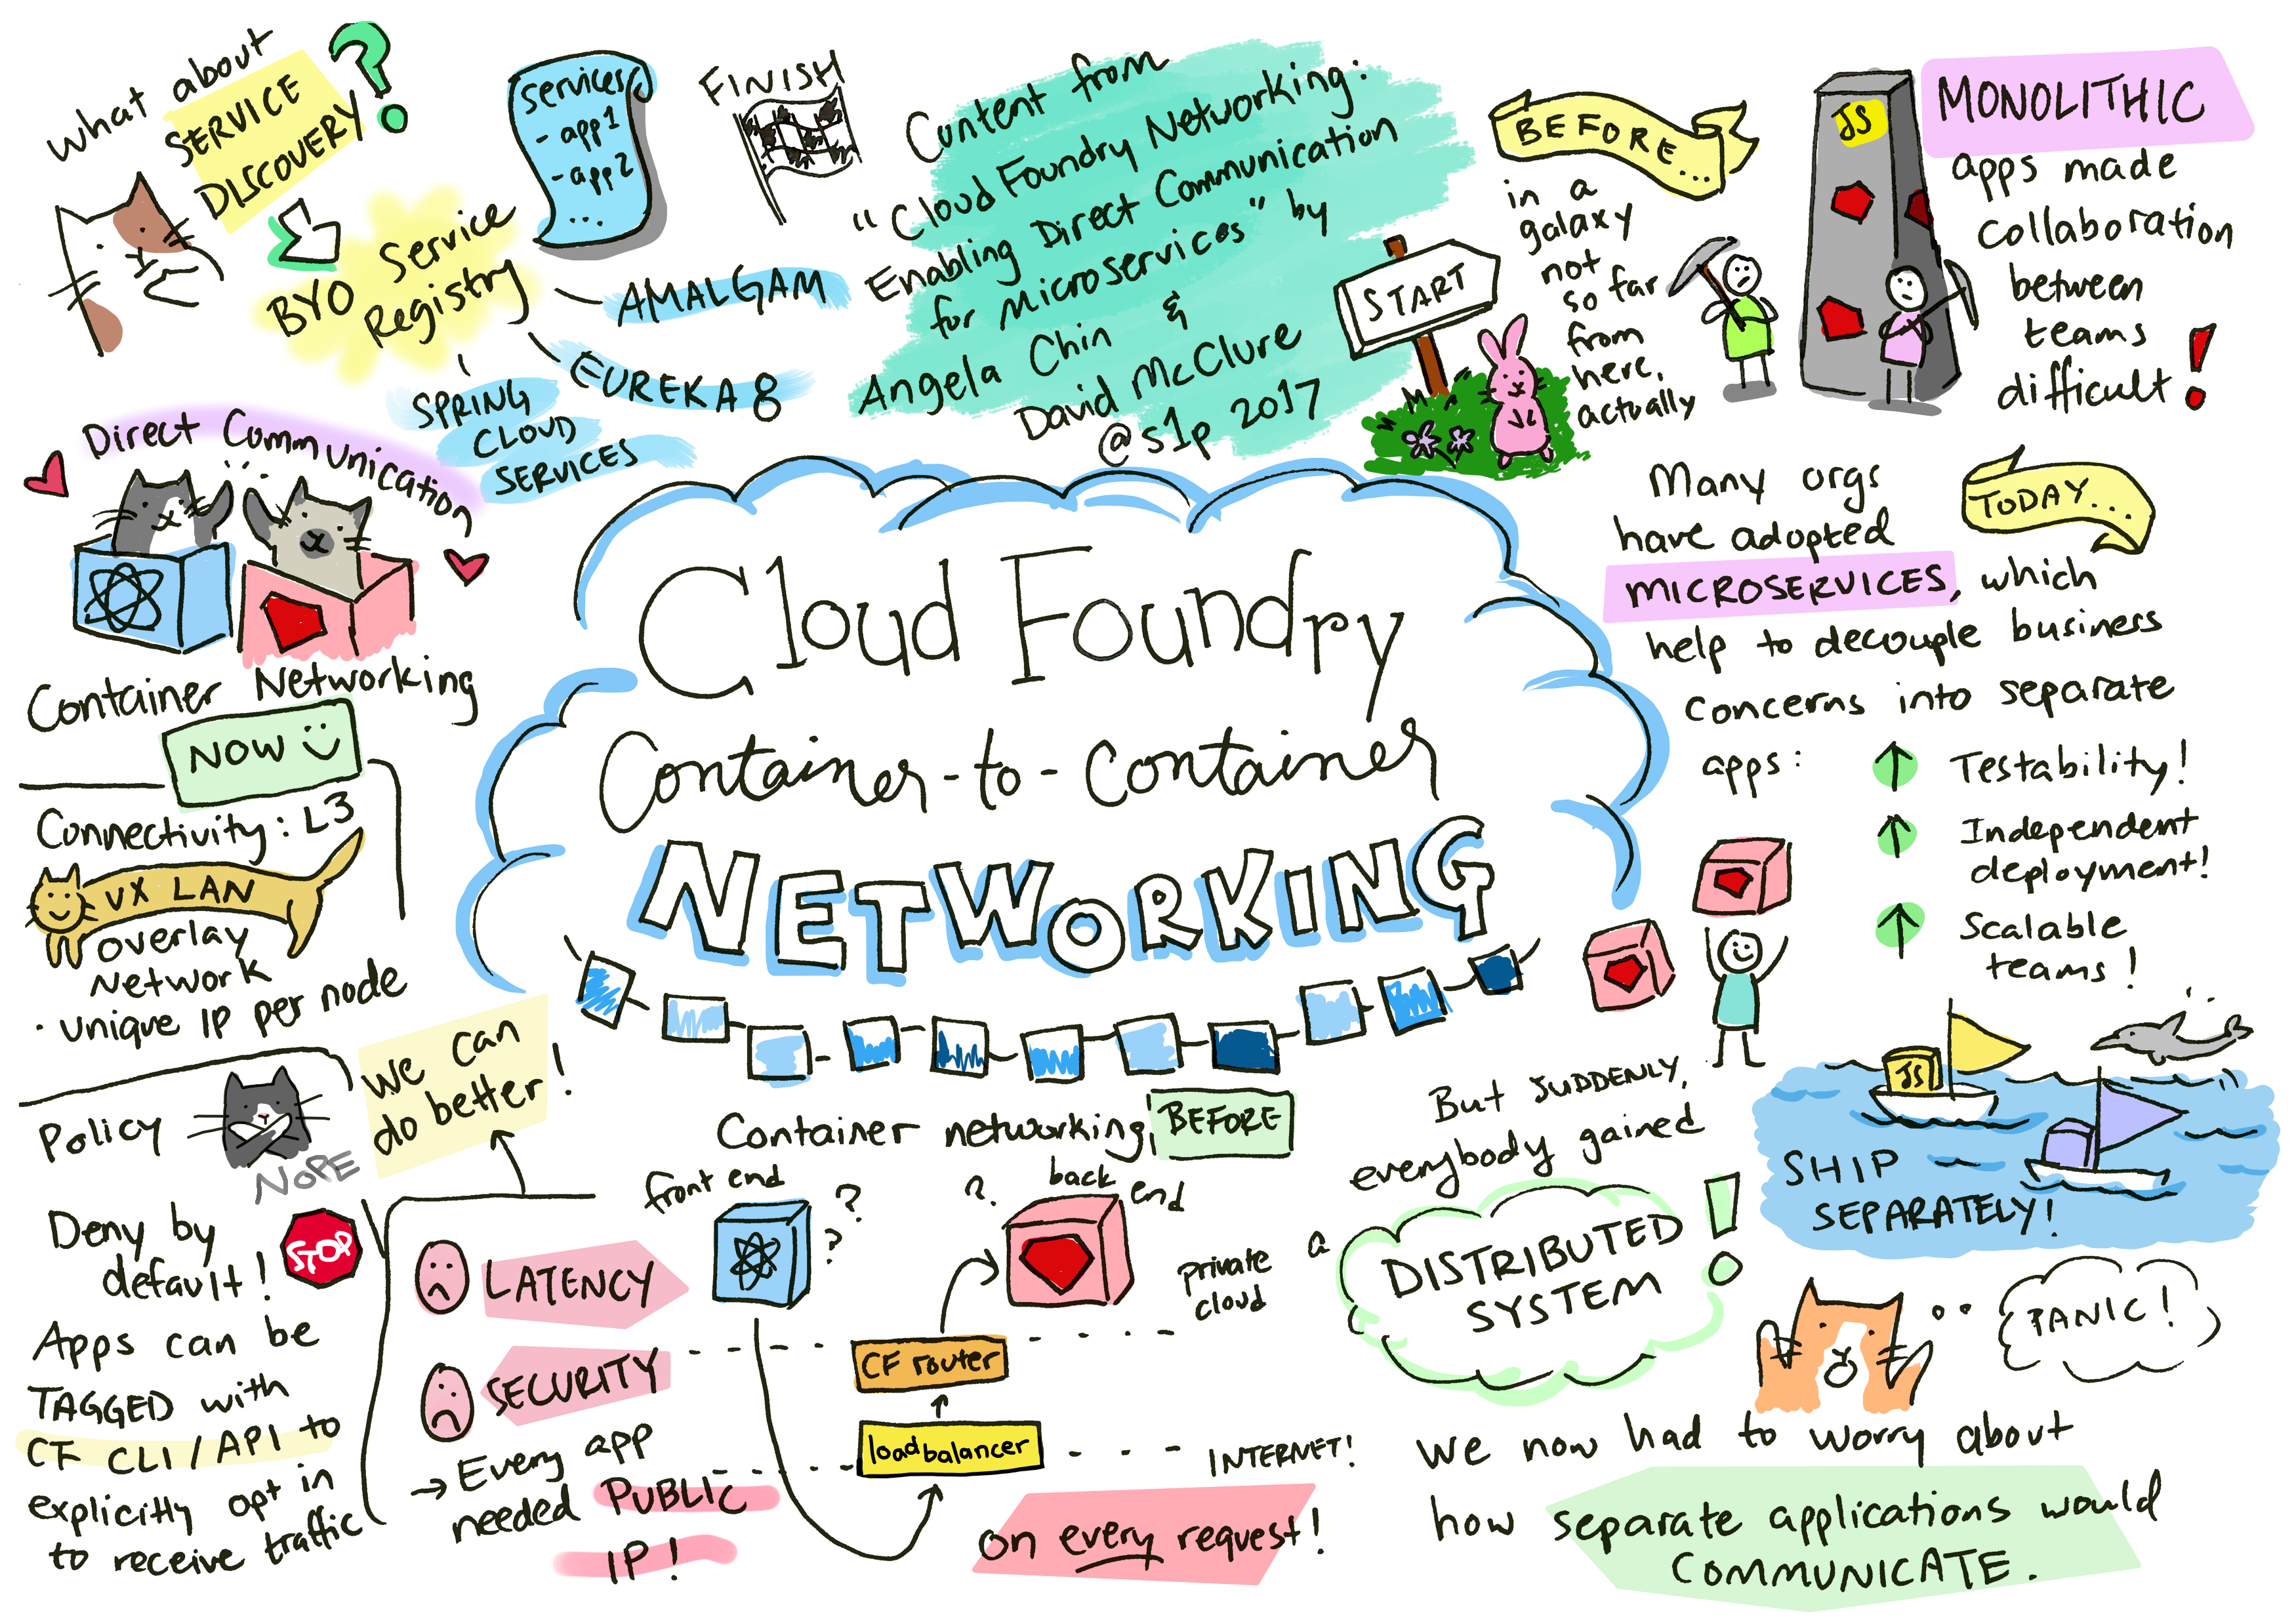 Content from
"Cloud Foundry Networking:
Enabling Direct Communication
for Microservices" by
Angela Chin &
David McClure
@ s1p 2017
START
BEFORE...
in a
galaxy
not
so far
from
here,
actually
JS
MONOLITHIC
apps made
collaboration
between
teams
difficult!
TODAY...
Many orgs
have adopted
MICROSERVICES, which
help to decouple business
concerns into separate
apps:
↑ Testability!
↑ Independent
deployment!
↑ Scalable
teams!
JS
SHIP
SEPARATELY!
But SUDDENLY,
everybody gained
a
DISTRIBUTED
SYSTEM!
PANIC!
We now had to worry about
how separate applications would
COMMUNICATE.
Cloud Foundry
Container-to-Container
NETWORKING
Container networking, BEFORE
front end
? ?
?
back end
private
cloud
CF router
load balancer
INTERNET!
on every request!
LATENCY
SECURITY
→ Every app
needed PUBLIC
IP!
We can
do better!
Direct Communication
Container Networking
NOW
Connectivity: L3
VX LAN
overlay
Network
· unique IP per node
Policy
NOPE
Deny by
default!
STOP
Apps can be
TAGGED with
CF CLI/API to
explicitly opt in
to receive traffic
What about
SERVICE
DISCOVERY?
BYO Service
Registry
services
- app1
- app2
...
AMALGAM
EUREKA 8
SPRING
CLOUD
SERVICES
FINISH